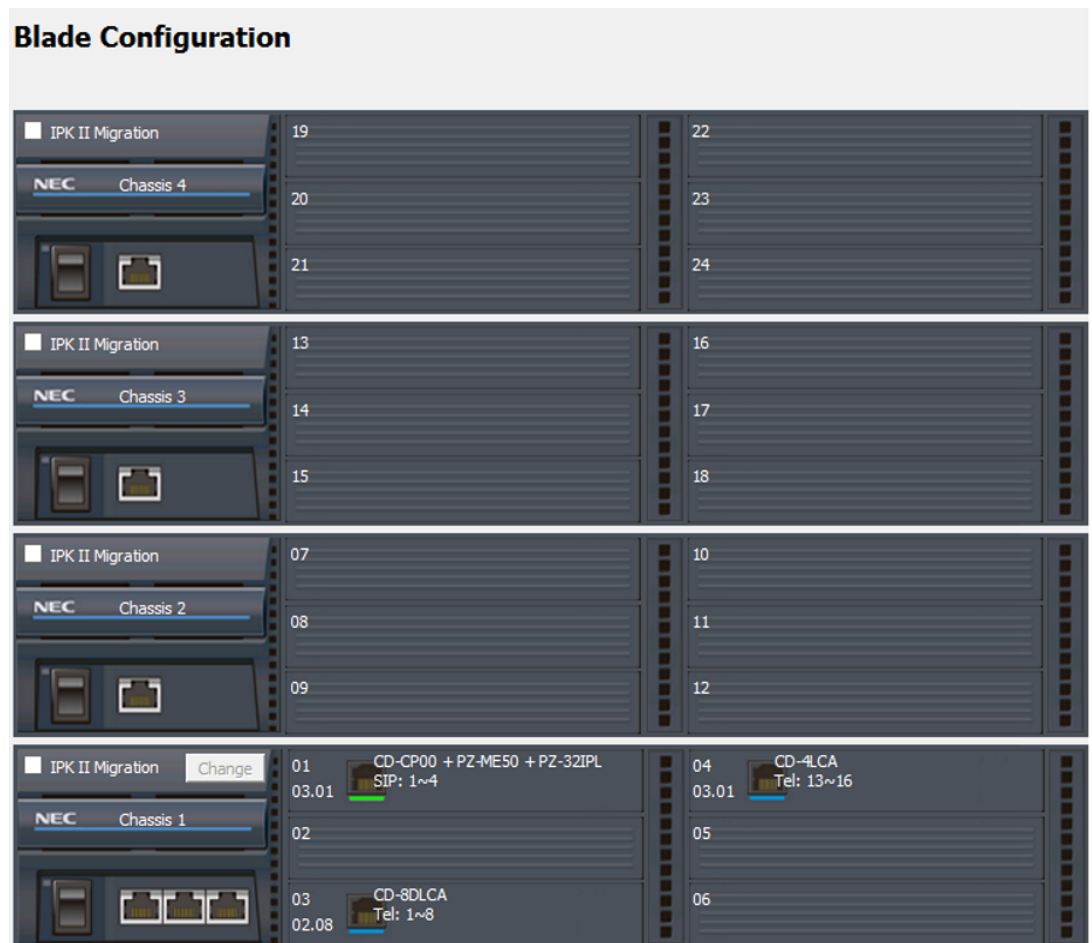 Blade Configuration
IPK II Migration
NEC Chassis 4
19
20
21
22
23
24
IPK II Migration
NEC Chassis 3
13
14
15
16
17
18
IPK II Migration
NEC Chassis 2
07
08
09
10
11
12
IPK II Migration Change
NEC Chassis 1
01 CD-CP00 + PZ-ME50 + PZ-32IPL
SIP: 1~4
03.01
02
03 CD-8DLCA
Tel: 1~8
02.08
04 CD-4LCA
Tel: 13~16
03.01
05
06